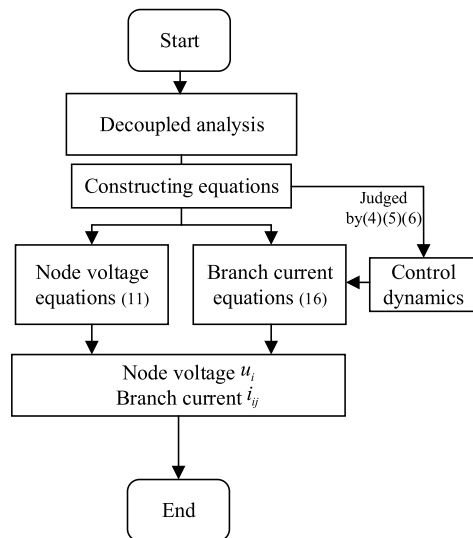 Start
Decoupled analysis
Constructing equations
Judged
by(4)(5)(6)
Node voltage
equations (11)
Branch current
equations (16)
Control
dynamics
Node voltage u_i
Branch current i_ij
End